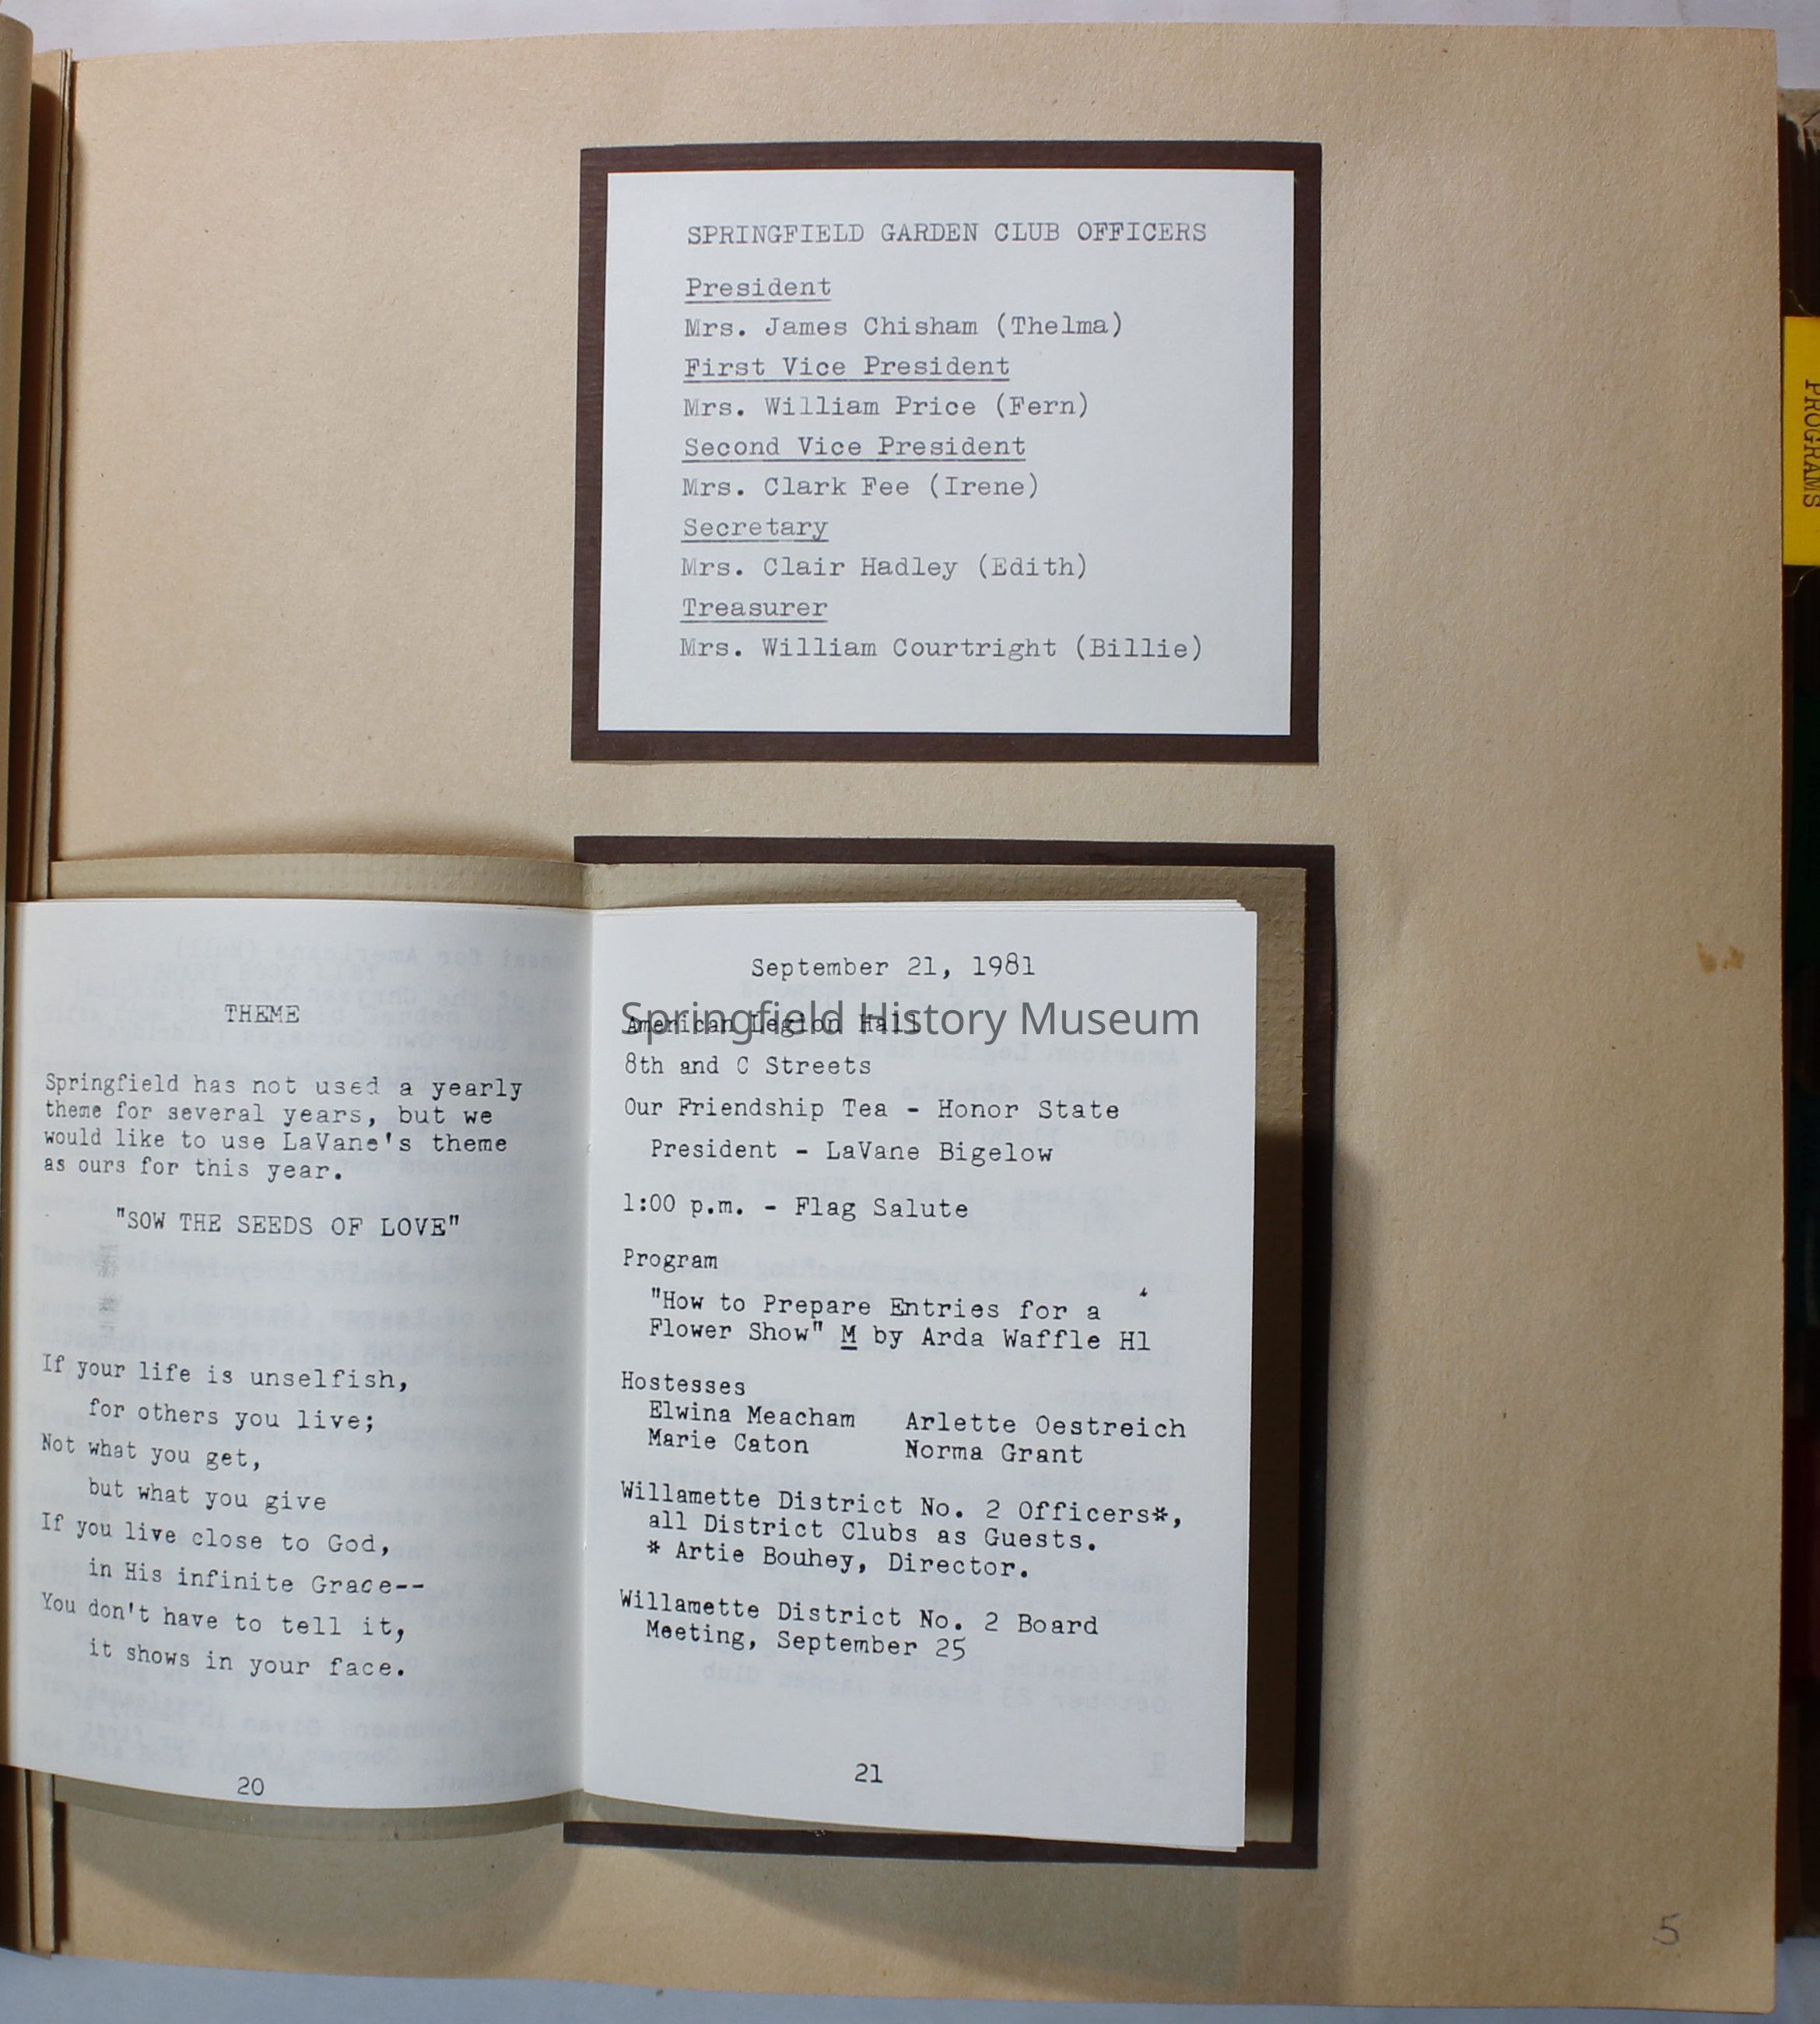 SPRINGFIELD GARDEN CLUB OFFICERS
President
Mrs. James Chisham (Thelma)
First Vice President
Mrs. William Price (Fern)
Second Vice President
Mrs. Clark Fee (Irene)
Secretary
Mrs. Clair Hadley (Edith)
Treasurer
Mrs. William Courtright (Billie)
PROGRAMS
THEME
Springfield has not used a yearly
theme for several years, but we
would like to use LaVane's theme
as ours for this year.
"SOW THE SEEDS OF LOVE"
If your life is unselfish,
for others you live;
Not what you get,
but what you give
If you live close to God,
in His infinite Grace--
You don't have to tell it,
it shows in your face.
20
September 21, 1981
Springfield History Museum
American Legion Hall
8th and C Streets
Our Friendship Tea - Honor State
President - LaVane Bigelow
1:00 p.m. - Flag Salute
Program
"How to Prepare Entries for a
Flower Show" M by Arda Waffle Hl
Hostesses
Elwina Meacham Arlette Oestreich
Marie Caton Norma Grant
Willamette District No. 2 Officers*,
all District Clubs as Guests.
* Artie Bouhey, Director.
Willamette District No. 2 Board
Meeting, September 25
21
5